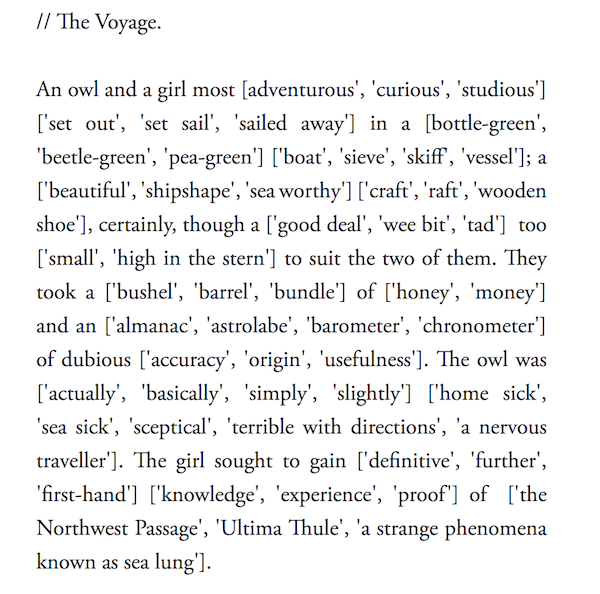 // The Voyage.
An owl and a girl most [adventurous', 'curious', 'studious']
['set out', 'set sail', 'sailed away'] in a [bottle-green',
'beetle-green', 'pea-green'] ['boat', 'sieve', 'skiff', 'vessel']; a
['beautiful', 'shipshape', 'sea worthy'] ['craft', 'raft', 'wooden
shoe'], certainly, though a ['good deal', 'wee bit', 'tad'] too
['small', 'high in the stern'] to suit the two of them. They
took a ['bushel', 'barrel', 'bundle'] of ['honey', 'money']
and an ['almanac', 'astrolabe', 'barometer', 'chronometer']
of dubious ['accuracy', 'origin', 'usefulness']. The owl was
['actually', 'basically', 'simply', 'slightly'] ['home sick',
'sea sick', 'sceptical', 'terrible with directions', 'a nervous
traveller']. The girl sought to gain ['definitive', 'further',
'first-hand'] ['knowledge', 'experience', 'proof'] of ['the
Northwest Passage', 'Ultima Thule', 'a strange phenomena
known as sea lung'].